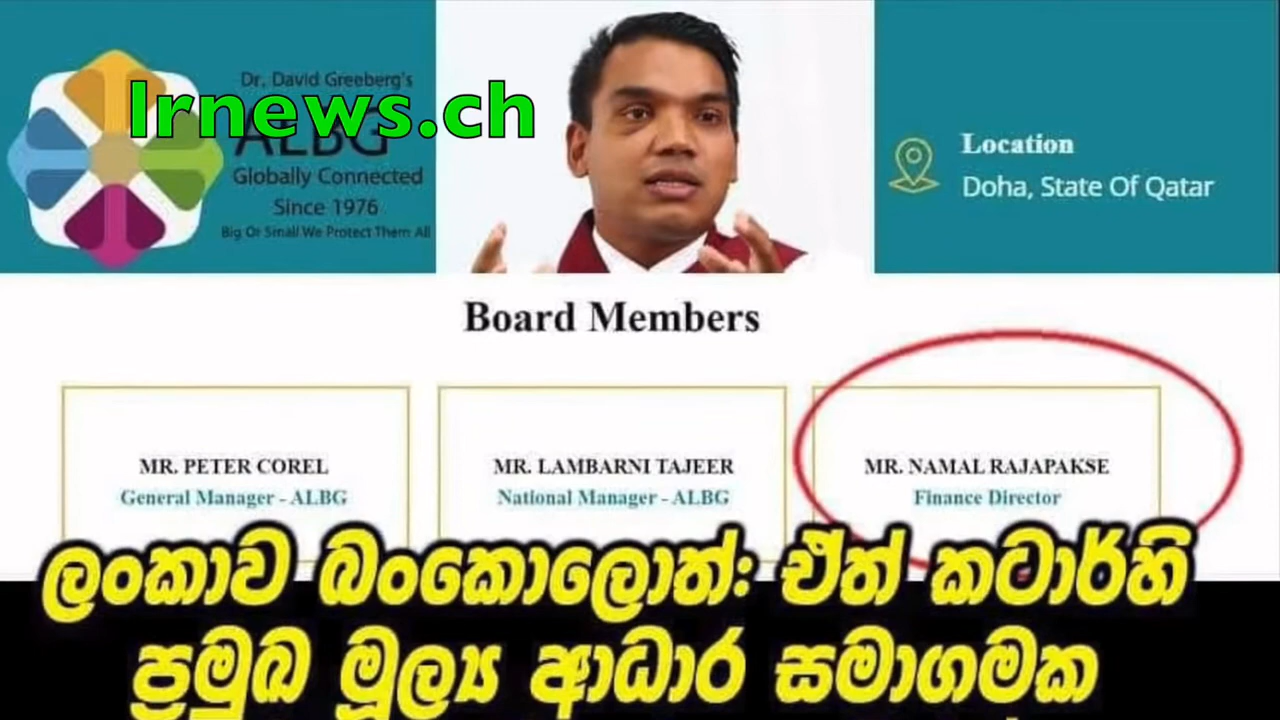 Dr. David Greeberg's
lrnews.ch
ALBG
Globally Connected
Since 1976
Big Or Small We Protect Them All
Location
Doha, State Of Qatar
Board Members
MR. PETER COREL
General Manager - ALBG
MR. LAMBARNI TAJEER
National Manager - ALBG
MR. NAMAL RAJAPAKSE
Finance Director
ලංකාව බංකොලොත්: ඒත් කටාර්හි
ප්‍රමුඛ මූල්‍ය ආධාර සමාගමක